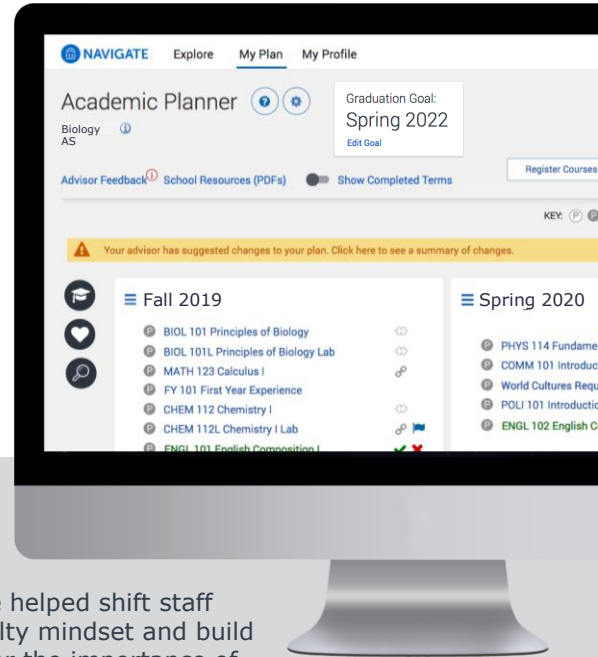 NAVIGATE Explore My Plan My Profile
Academic Planner
Biology
AS
Graduation Goal:
Spring 2022
Edit Goal
Advisor Feedback School Resources (PDFs) Show Completed Terms
Register Courses
KEY: P P
Your advisor has suggested changes to your plan. Click here to see a summary of changes.
Fall 2019
P BIOL 101 Principles of Biology
P BIOL 101L Principles of Biology Lab
P MATH 123 Calculus I
P FY 101 First Year Experience
P CHEM 112 Chemistry I
P CHEM 112L Chemistry I Lab
P ENGL 101 English Composition I
Spring 2020
P PHYS 114 Fundame
P COMM 101 Introduc
P World Cultures Requ
P POLI 101 Introductio
P ENGL 102 English C
helped shift staff
lty mindset and build
r the importance of